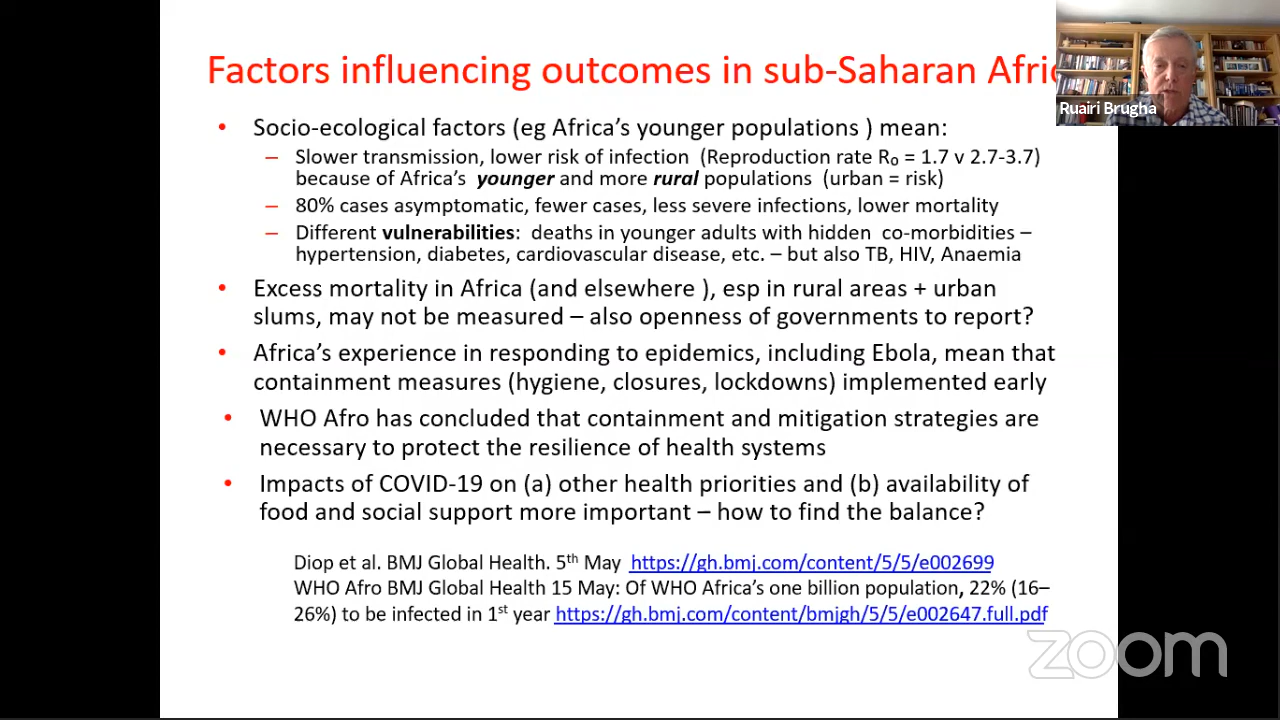 Factors influencing outcomes in sub-Saharan Afric
Ruairi Brugha
• Socio-ecological factors (eg Africa's younger populations ) mean:
– Slower transmission, lower risk of infection (Reproduction rate R₀ = 1.7 v 2.7-3.7)
because of Africa's younger and more rural populations (urban = risk)
– 80% cases asymptomatic, fewer cases, less severe infections, lower mortality
– Different vulnerabilities: deaths in younger adults with hidden co-morbidities –
hypertension, diabetes, cardiovascular disease, etc. – but also TB, HIV, Anaemia
• Excess mortality in Africa (and elsewhere ), esp in rural areas + urban
slums, may not be measured – also openness of governments to report?
• Africa's experience in responding to epidemics, including Ebola, mean that
containment measures (hygiene, closures, lockdowns) implemented early
• WHO Afro has concluded that containment and mitigation strategies are
necessary to protect the resilience of health systems
• Impacts of COVID-19 on (a) other health priorities and (b) availability of
food and social support more important – how to find the balance?
Diop et al. BMJ Global Health. 5th May https://gh.bmj.com/content/5/5/e002699
WHO Afro BMJ Global Health 15 May: Of WHO Africa's one billion population, 22% (16–
26%) to be infected in 1st year https://gh.bmj.com/content/bmjgh/5/5/e002647.full.pdf
zoom